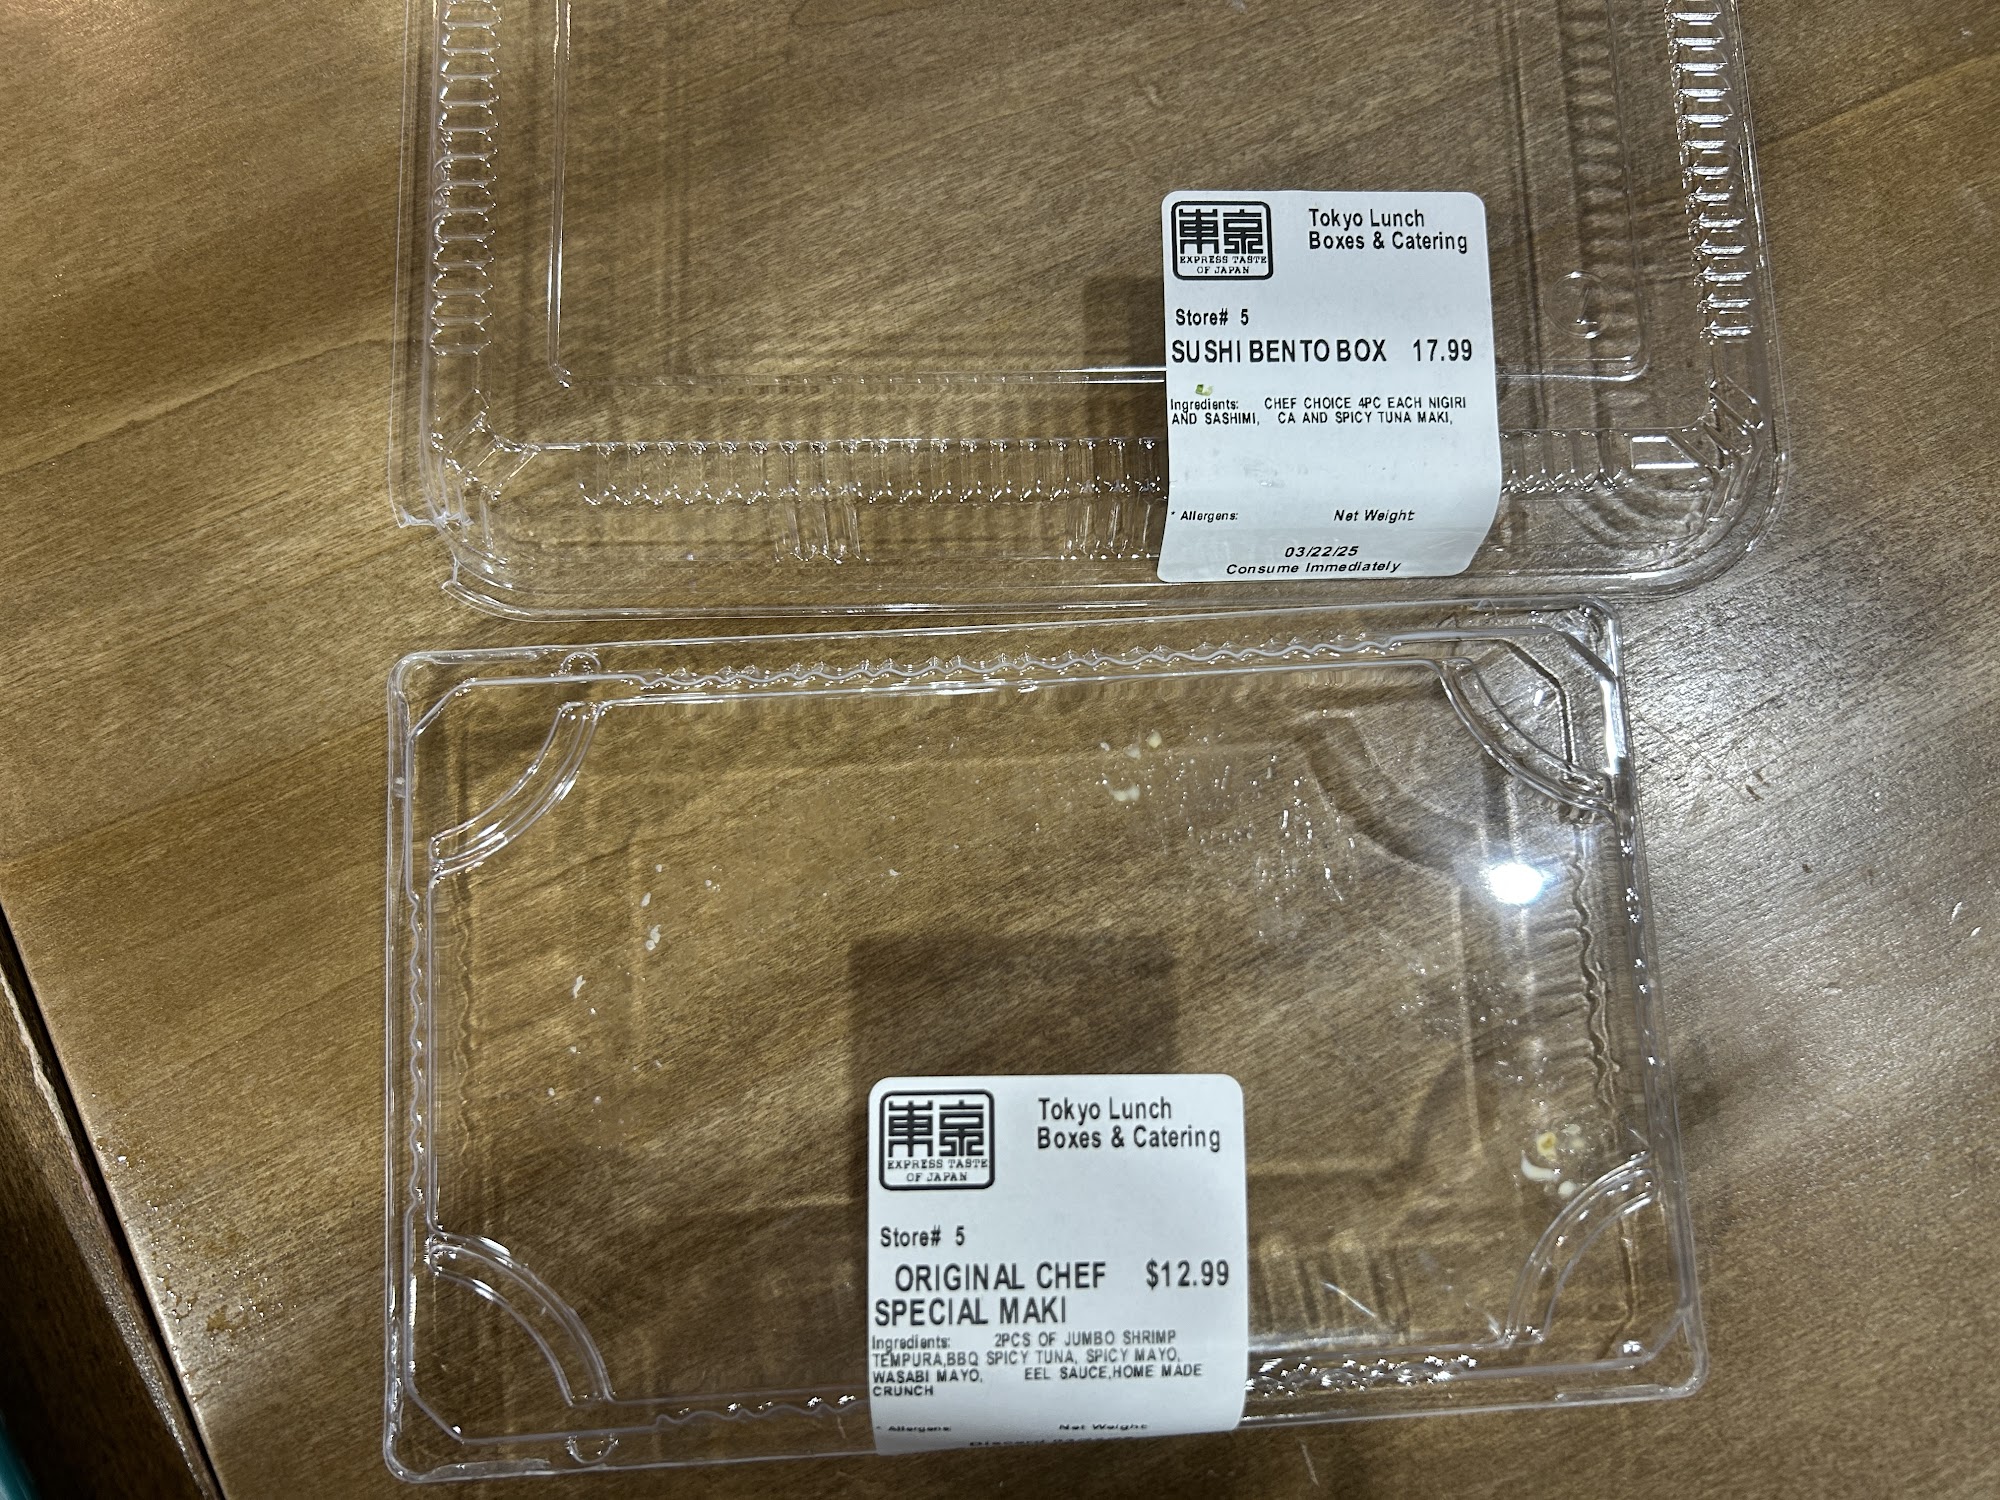 東京
EXPRESS TASTE
OF JAPAN
Tokyo Lunch
Boxes & Catering
Store# 5
SUSHI BENTO BOX 17.99
Ingredients: CHEF CHOICE 4PC EACH NIGIRI
AND SASHIMI, CA AND SPICY TUNA MAKI,
* Allergens: Net Weight:
03/22/25
Consume Immediately
東京
EXPRESS TASTE
OF JAPAN
Tokyo Lunch
Boxes & Catering
Store# 5
ORIGINAL CHEF $12.99
SPECIAL MAKI
Ingredients: 2PCS OF JUMBO SHRIMP
TEMPURA,BBQ SPICY TUNA, SPICY MAYO,
WASABI MAYO, EEL SAUCE,HOME MADE
CRUNCH
* Allergens: Net Weight: